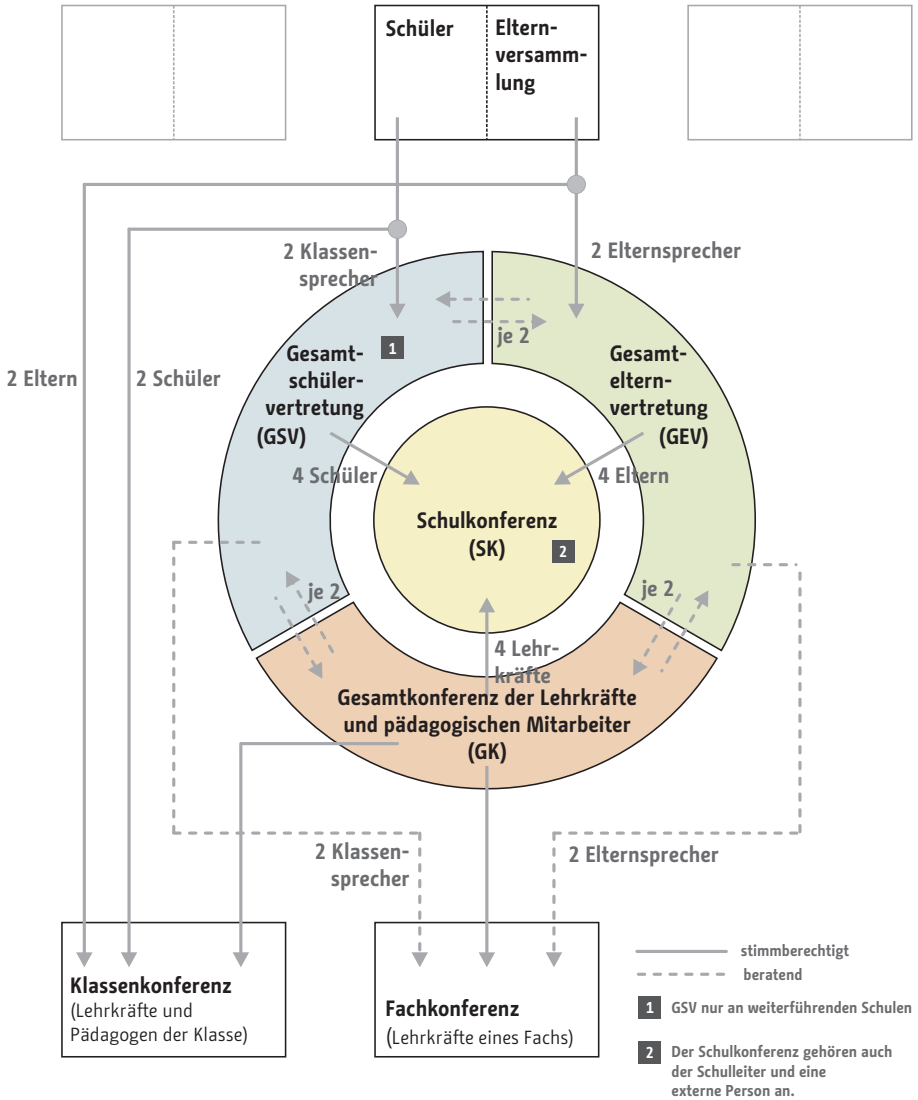 Schüler
Eltern-
versamm-
lung
2 Klassen-
sprecher
2 Elternsprecher
je 2
1
Gesamt-
schüler-
vertretung
(GSV)
Gesamt-
eltern-
vertretung
(GEV)
2 Eltern
2 Schüler
4 Schüler
4 Eltern
Schulkonferenz
(SK)
2
je 2
je 2
4 Lehr-
kräfte
Gesamtkonferenz der Lehrkräfte
und pädagogischen Mitarbeiter
(GK)
2 Klassen-
sprecher
2 Elternsprecher
Klassenkonferenz
(Lehrkräfte und
Pädagogen der Klasse)
Fachkonferenz
(Lehrkräfte eines Fachs)
stimmberechtigt
beratend
1 GSV nur an weiterführenden Schulen
2 Der Schulkonferenz gehören auch
der Schulleiter und eine
externe Person an.